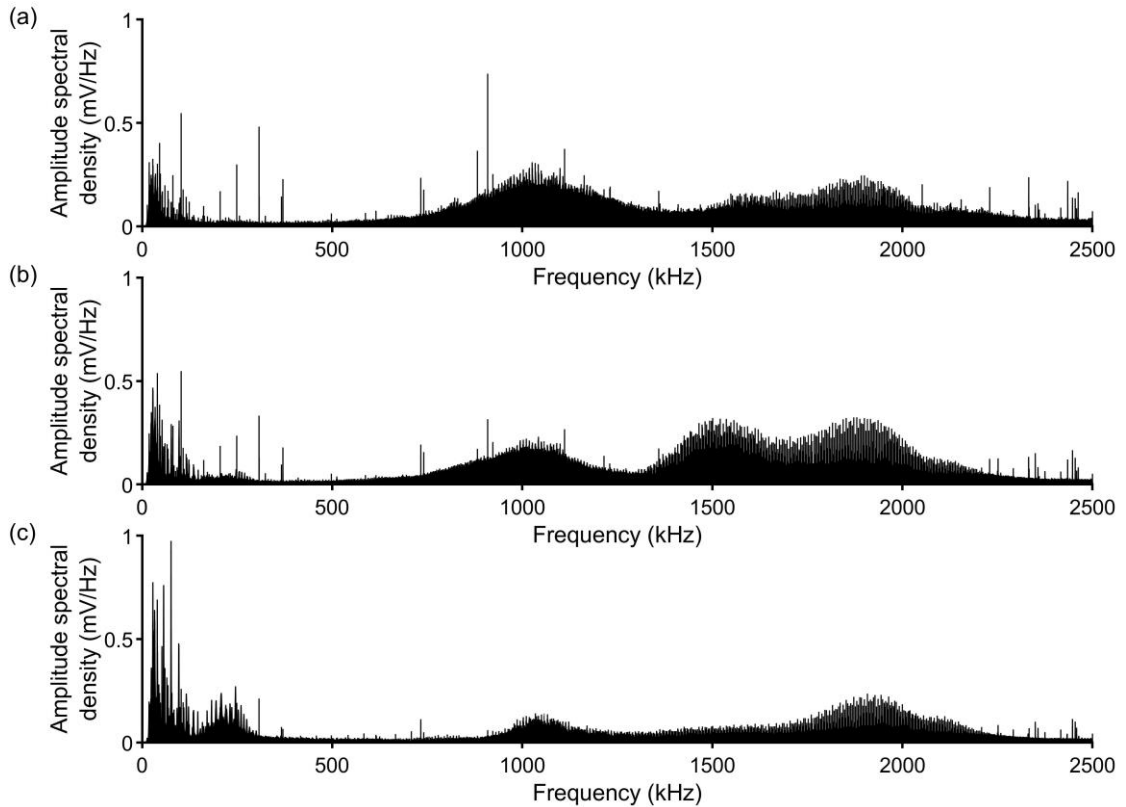 (a)
Amplitude spectral
density (mV/Hz)
1
0.5
0
0 500 1000 1500 2000 2500
Frequency (kHz)
(b)
Amplitude spectral
density (mV/Hz)
1
0.5
0
0 500 1000 1500 2000 2500
Frequency (kHz)
(c)
Amplitude spectral
density (mV/Hz)
1
0.5
0
0 500 1000 1500 2000 2500
Frequency (kHz)